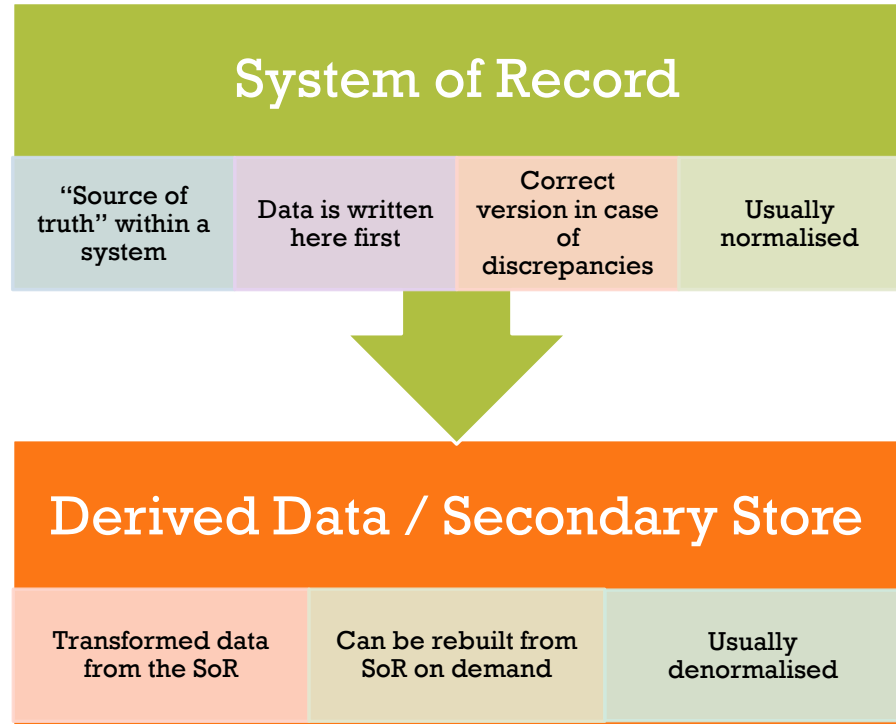 System of Record
“Source of
truth” within a
system
Data is written
here first
Correct
version in case
of
discrepancies
Usually
normalised
Derived Data / Secondary Store
Transformed data
from the SoR
Can be rebuilt from
SoR on demand
Usually
denormalised